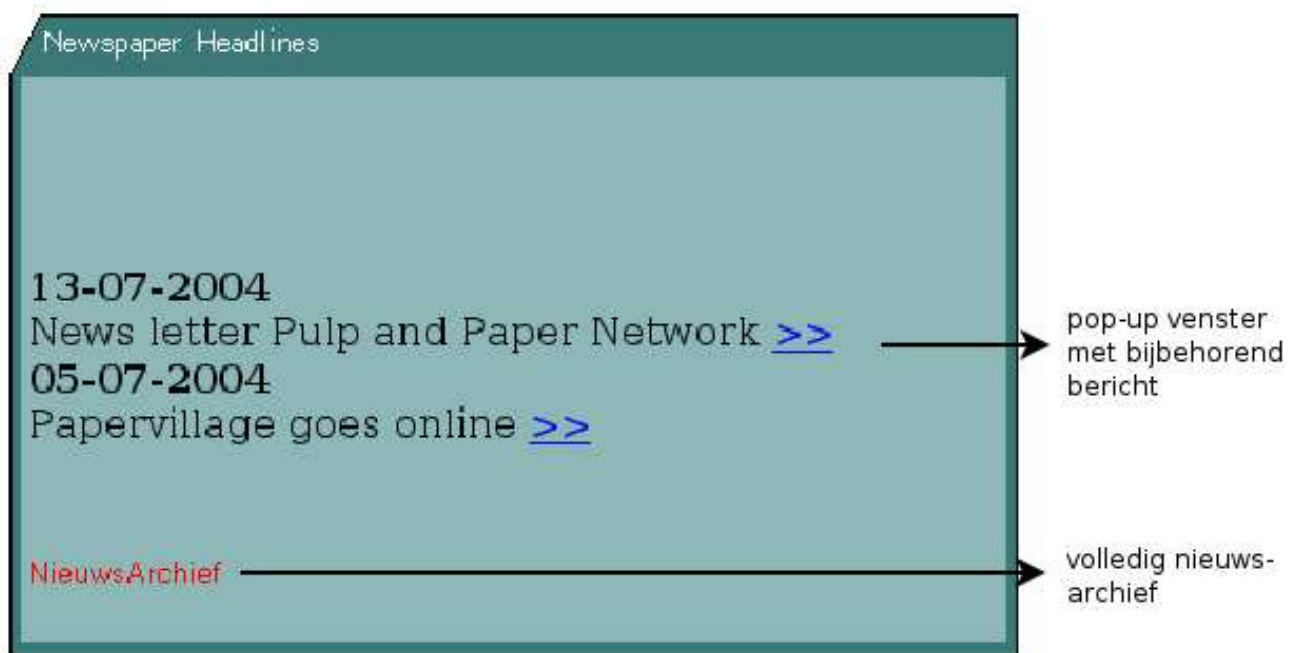 Newspaper Headlines
13-07-2004
News letter Pulp and Paper Network >>
05-07-2004
Papervillage goes online >>
NieuwsArchief
pop-up venster
met bijbehorend
bericht
volledig nieuws-
archief